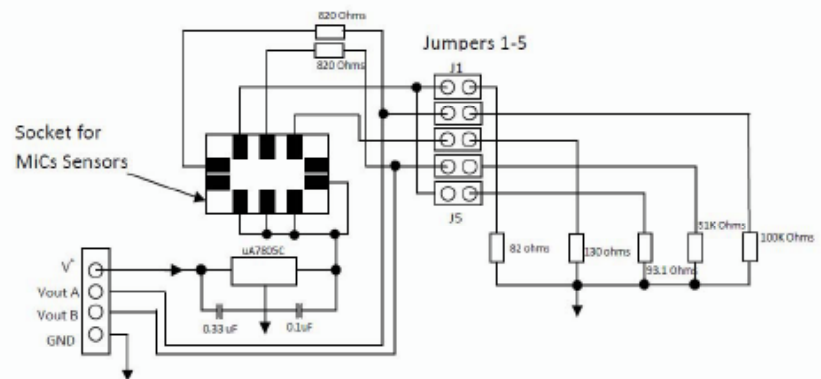 820 Ohms
820 Ohms
Jumpers 1-5
J1
Socket for
MiCs Sensors
J5
uA7805C
V+
Vout A
Vout B
GND
0.33 uF
0.1uF
82 ohms
130 ohms
93.1 Ohms
51K Ohms
100K Ohms